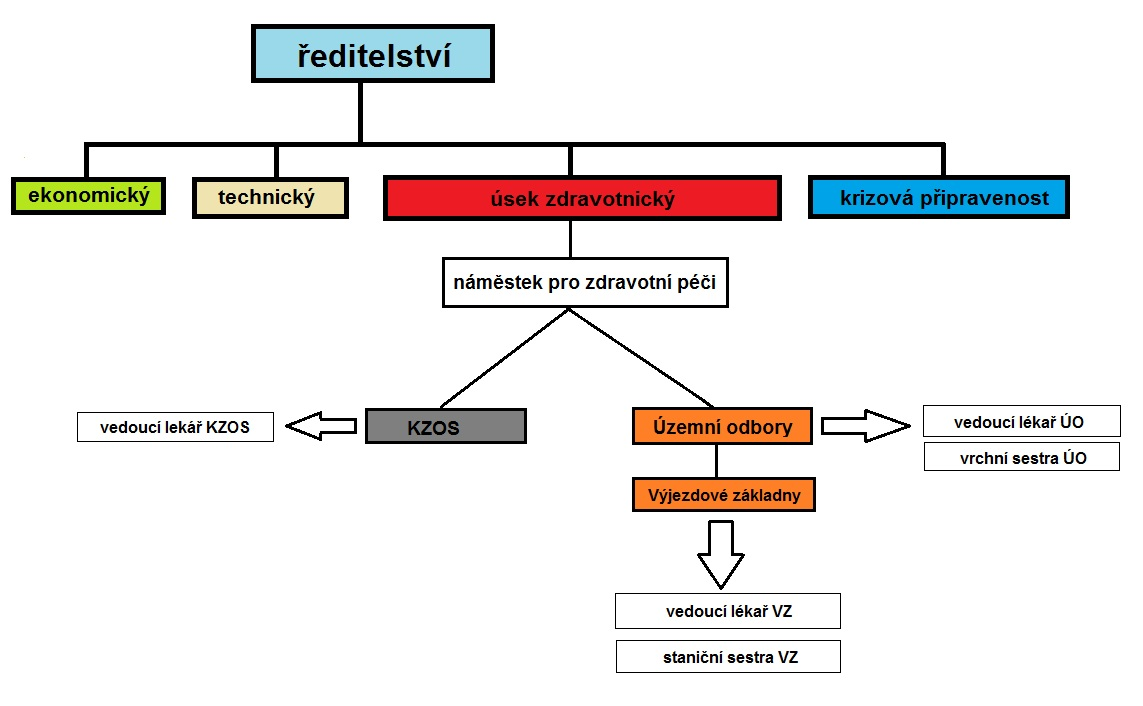 ředitelství
ekonomický
technický
úsek zdravotnický
krizová připravenost
náměstek pro zdravotní péči
vedoucí lekář KZOS
KZOS
Územní odbory
vedoucí lékař ÚO
vrchní sestra ÚO
Výjezdové základny
vedoucí lékař VZ
staniční sestra VZ